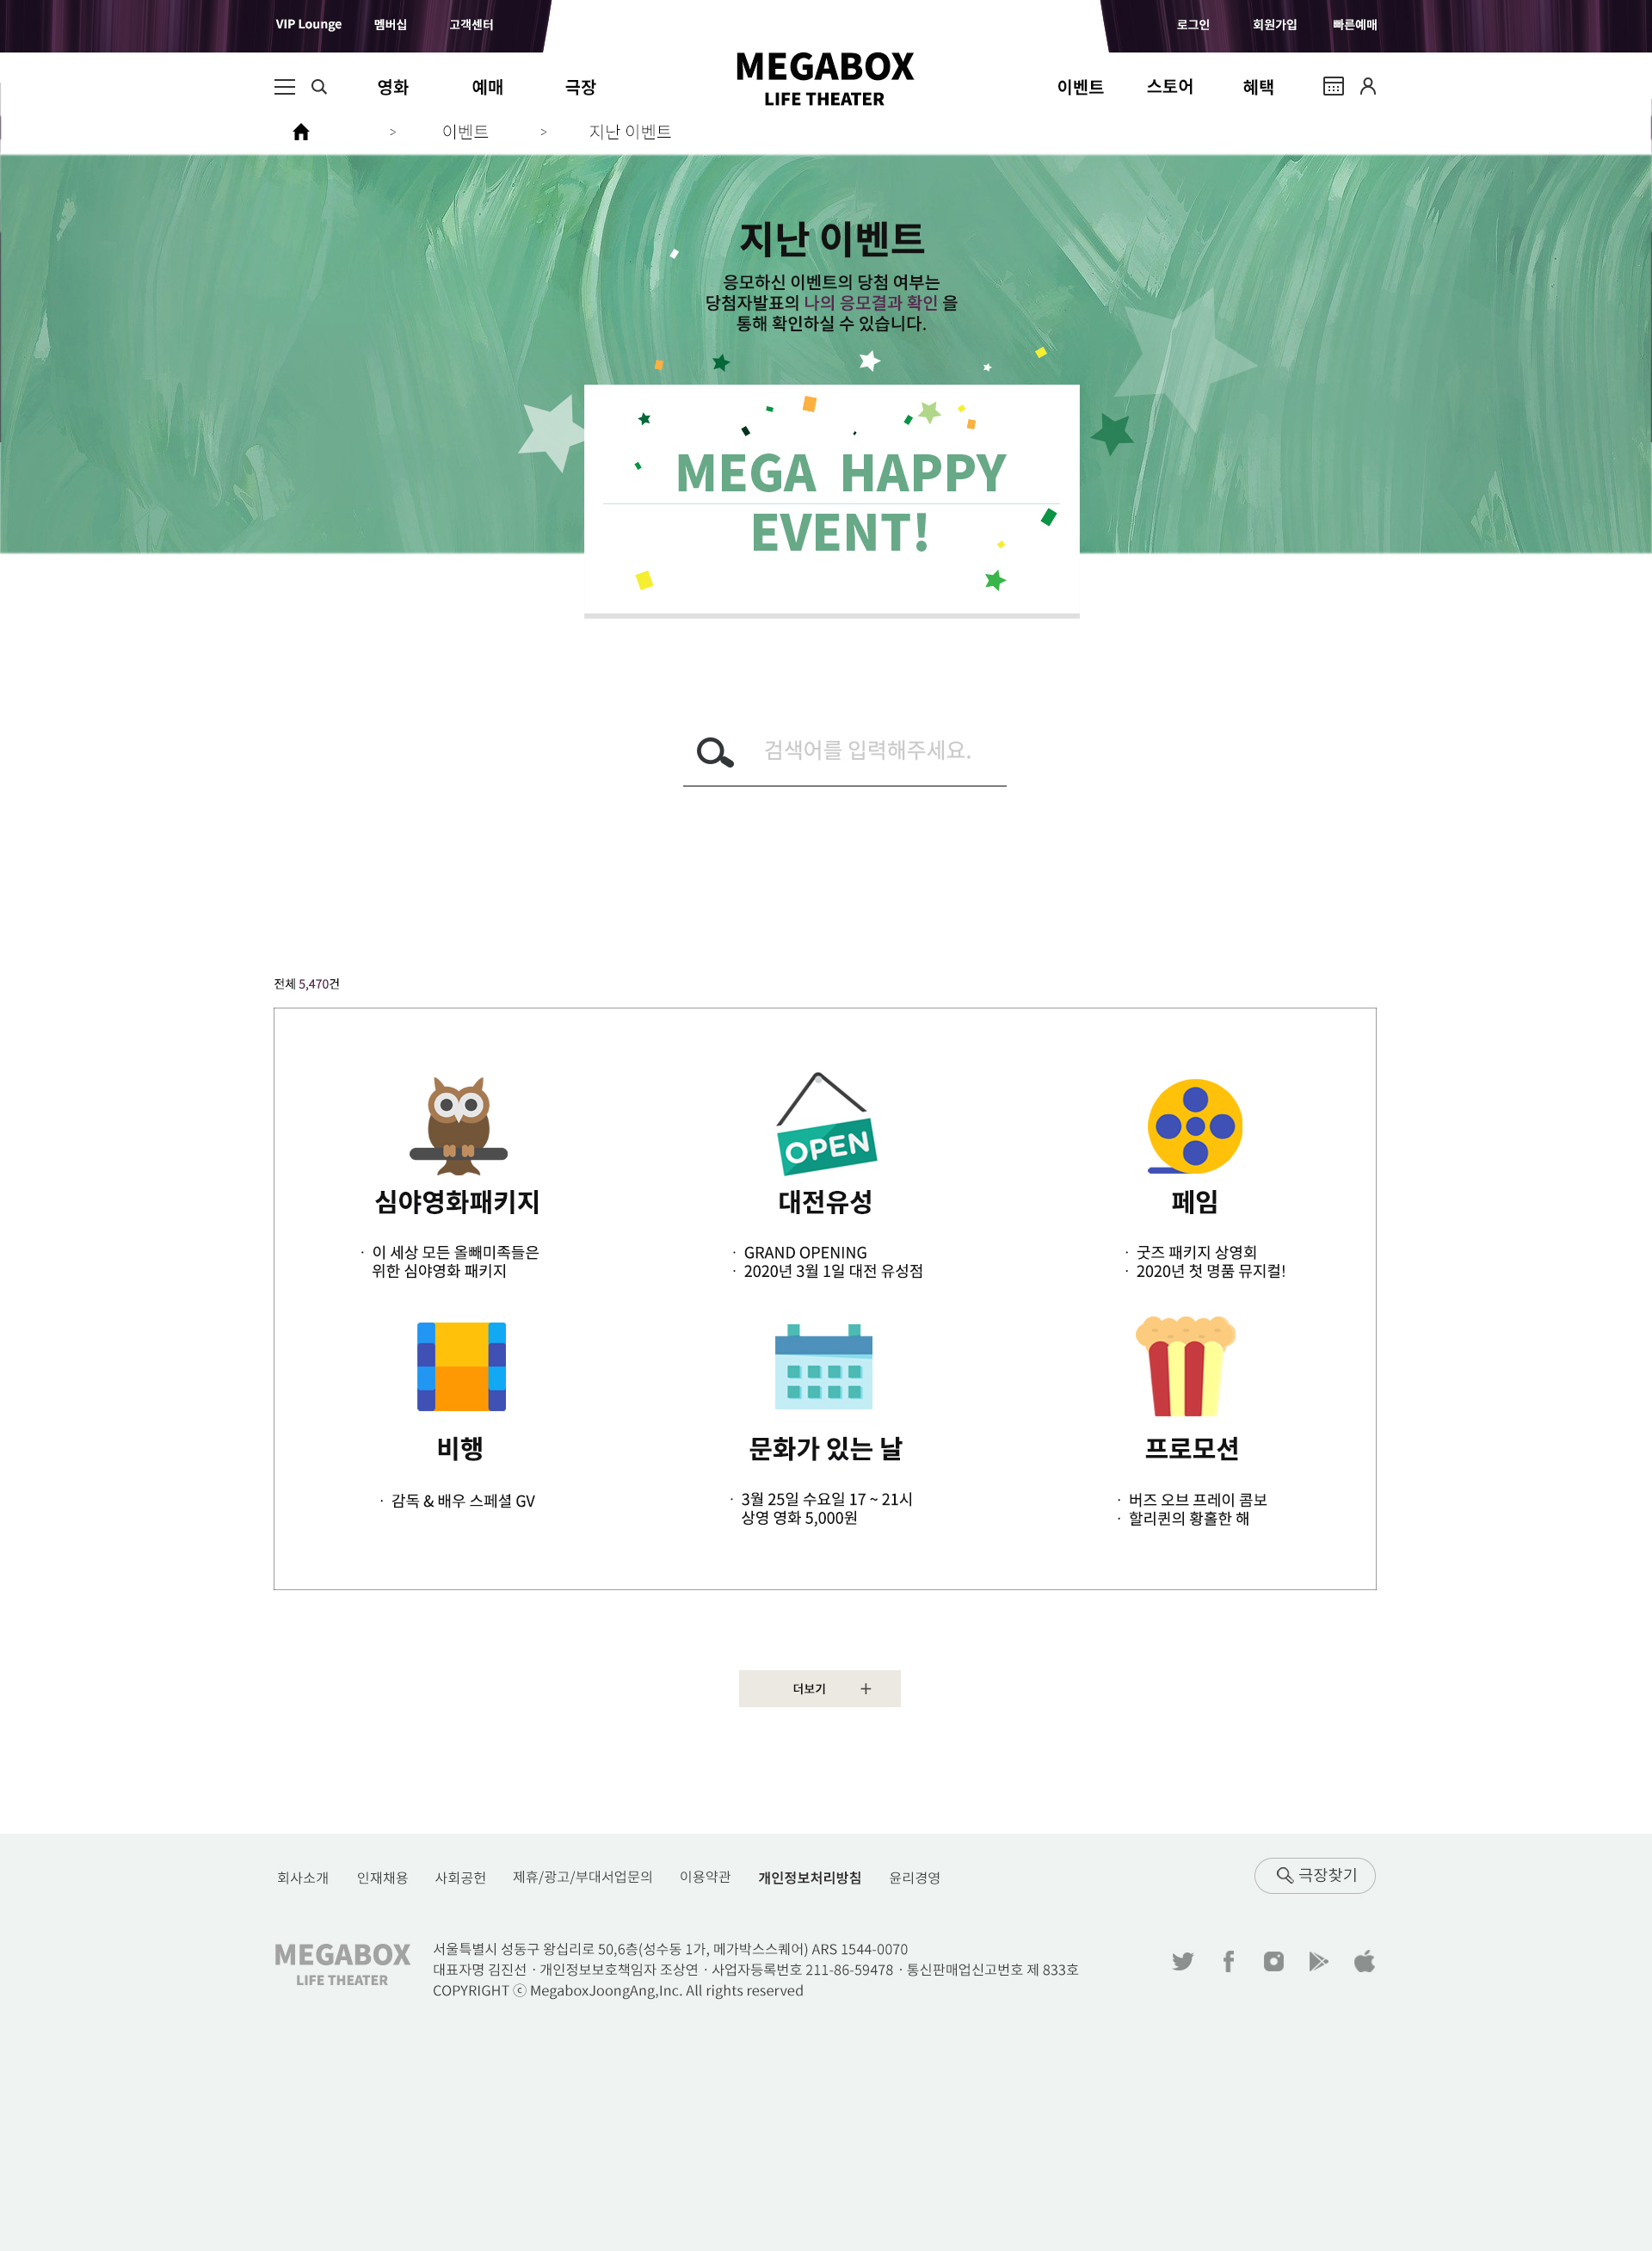 VIP Lounge 멤버십 고객센터 로그인 회원가입 빠른예매
MEGABOX
LIFE THEATER
영화 예매 극장 이벤트 스토어 혜택
> 이벤트 > 지난 이벤트
지난 이벤트
응모하신 이벤트의 당첨 여부는
당첨자발표의 나의 응모결과 확인 을
통해 확인하실 수 있습니다.
MEGA HAPPY
EVENT!
검색어를 입력해주세요.
전체 5,470건
OPEN
심야영화패키지 대전유성 페임
· 이 세상 모든 올빼미족들은
위한 심야영화 패키지
· GRAND OPENING
· 2020년 3월 1일 대전 유성점
· 굿즈 패키지 상영회
· 2020년 첫 명품 뮤지컬!
비행 문화가 있는 날 프로모션
· 감독 & 배우 스페셜 GV
· 3월 25일 수요일 17 ~ 21시
상영 영화 5,000원
· 버즈 오브 프레이 콤보
· 할리퀸의 황홀한 해
더보기 +
회사소개 인재채용 사회공헌 제휴/광고/부대서업문의 이용약관 개인정보처리방침 윤리경영 극장찾기
MEGABOX
LIFE THEATER
서울특별시 성동구 왕십리로 50,6층(성수동 1가, 메가박스스퀘어) ARS 1544-0070
대표자명 김진선 · 개인정보보호책임자 조상연 · 사업자등록번호 211-86-59478 · 통신판매업신고번호 제 833호
COPYRIGHT ⓒ MegaboxJoongAng,Inc. All rights reserved